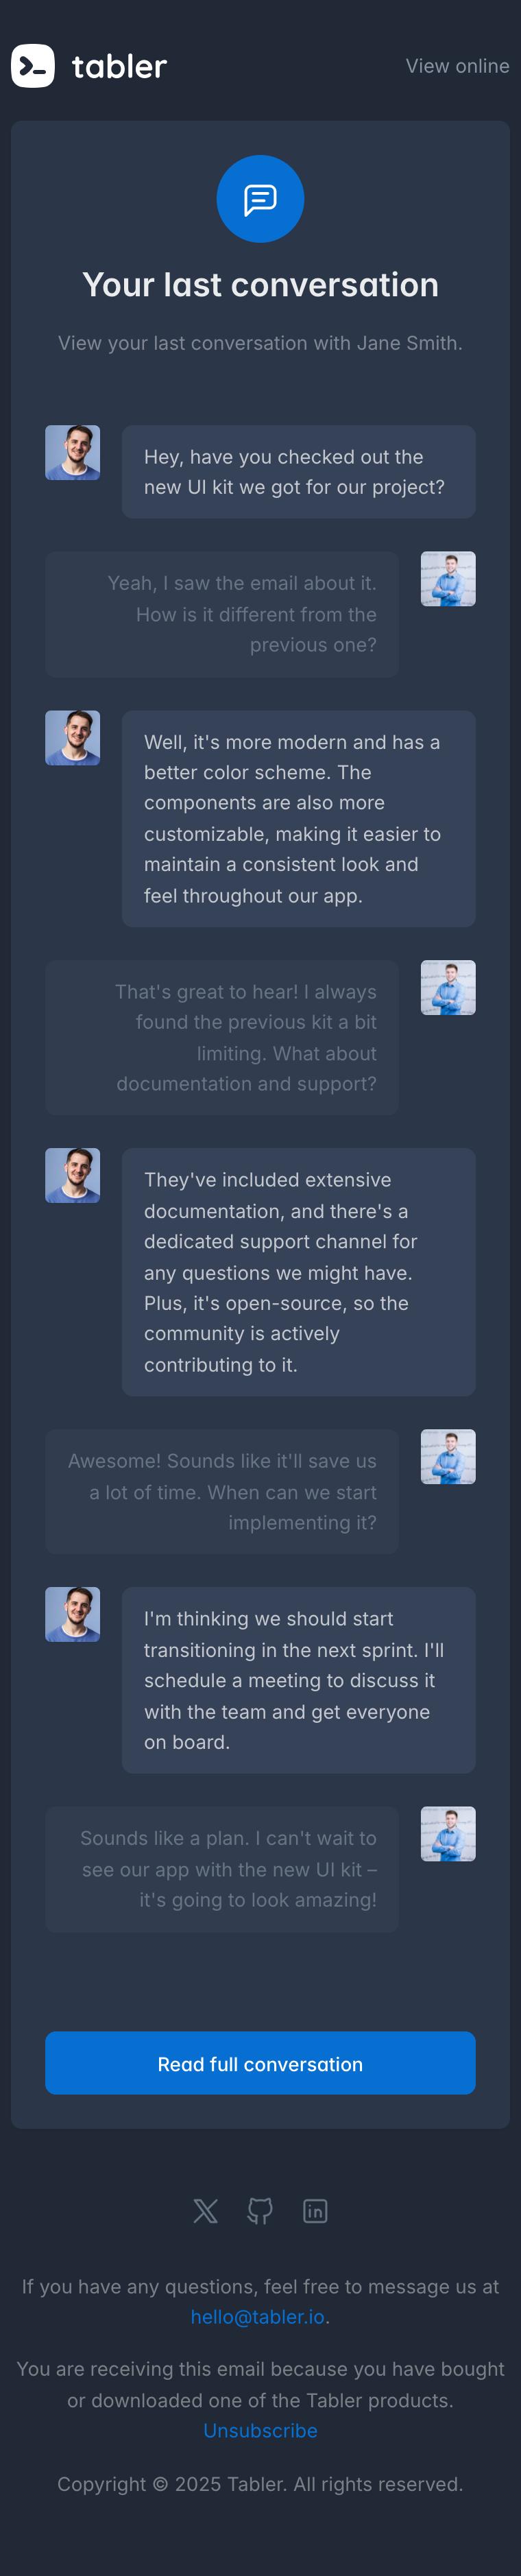 tabler
View online
Your last conversation
View your last conversation with Jane Smith.
Hey, have you checked out the
new UI kit we got for our project?
Yeah, I saw the email about it.
How is it different from the
previous one?
Well, it's more modern and has a
better color scheme. The
components are also more
customizable, making it easier to
maintain a consistent look and
feel throughout our app.
That's great to hear! I always
found the previous kit a bit
limiting. What about
documentation and support?
They've included extensive
documentation, and there's a
dedicated support channel for
any questions we might have.
Plus, it's open-source, so the
community is actively
contributing to it.
Awesome! Sounds like it'll save us
a lot of time. When can we start
implementing it?
I'm thinking we should start
transitioning in the next sprint. I'll
schedule a meeting to discuss it
with the team and get everyone
on board.
Sounds like a plan. I can't wait to
see our app with the new UI kit –
it's going to look amazing!
Read full conversation
If you have any questions, feel free to message us at
hello@tabler.io.
You are receiving this email because you have bought
or downloaded one of the Tabler products.
Unsubscribe
Copyright © 2025 Tabler. All rights reserved.